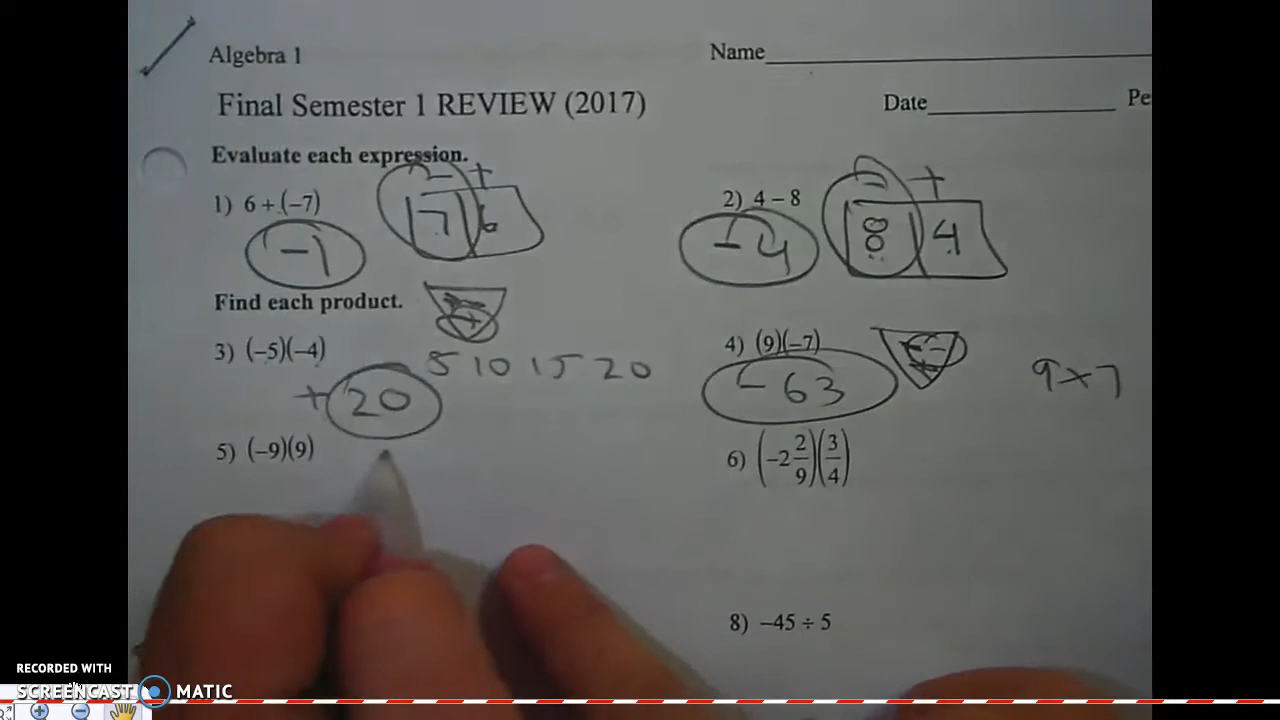 Algebra 1
Name
Final Semester 1 REVIEW (2017)
Date Pe
Evaluate each expression.
1) 6 + (−7)
− +
7 6
−1
2) 4 − 8
− +
8 4
−4
Find each product.
3) (−5)(−4)
+
5 10 15 20
+20
4) (9)(−7)
−63
9 x 7
5) (−9)(9)
6) (−2 2/9)(3/4)
8) −45 ÷ 5
RECORDED WITH
SCREENCAST MATIC